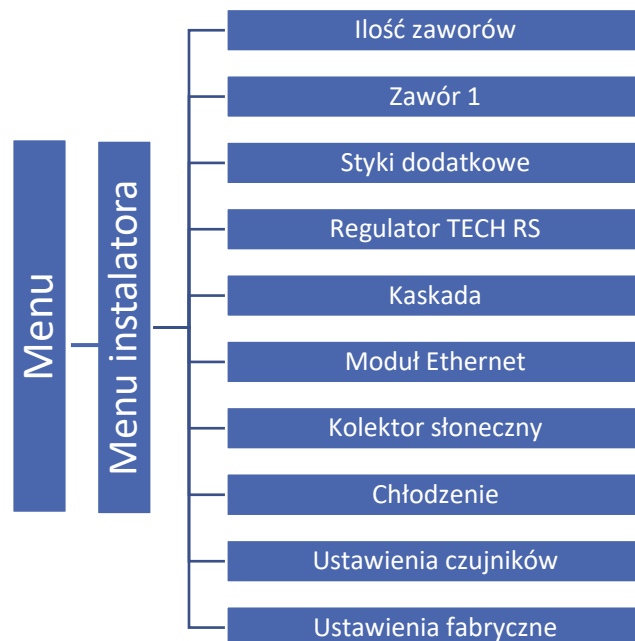 Menu
Menu instalatora
Ilość zaworów
Zawór 1
Styki dodatkowe
Regulator TECH RS
Kaskada
Moduł Ethernet
Kolektor słoneczny
Chłodzenie
Ustawienia czujników
Ustawienia fabryczne